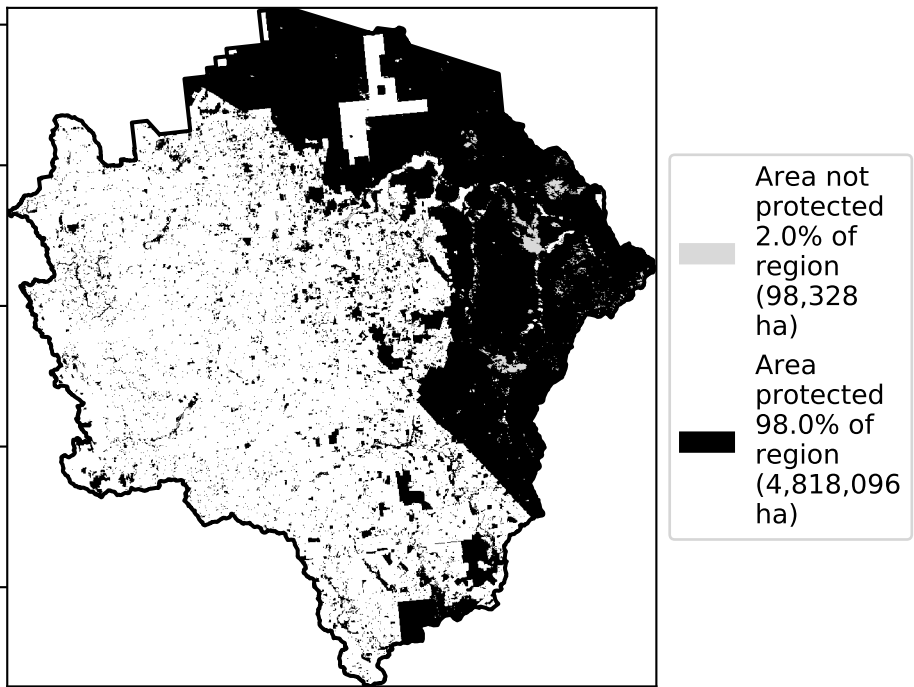 Area not
protected
2.0% of
region
(98,328
ha)
Area
protected
98.0% of
region
(4,818,096
ha)